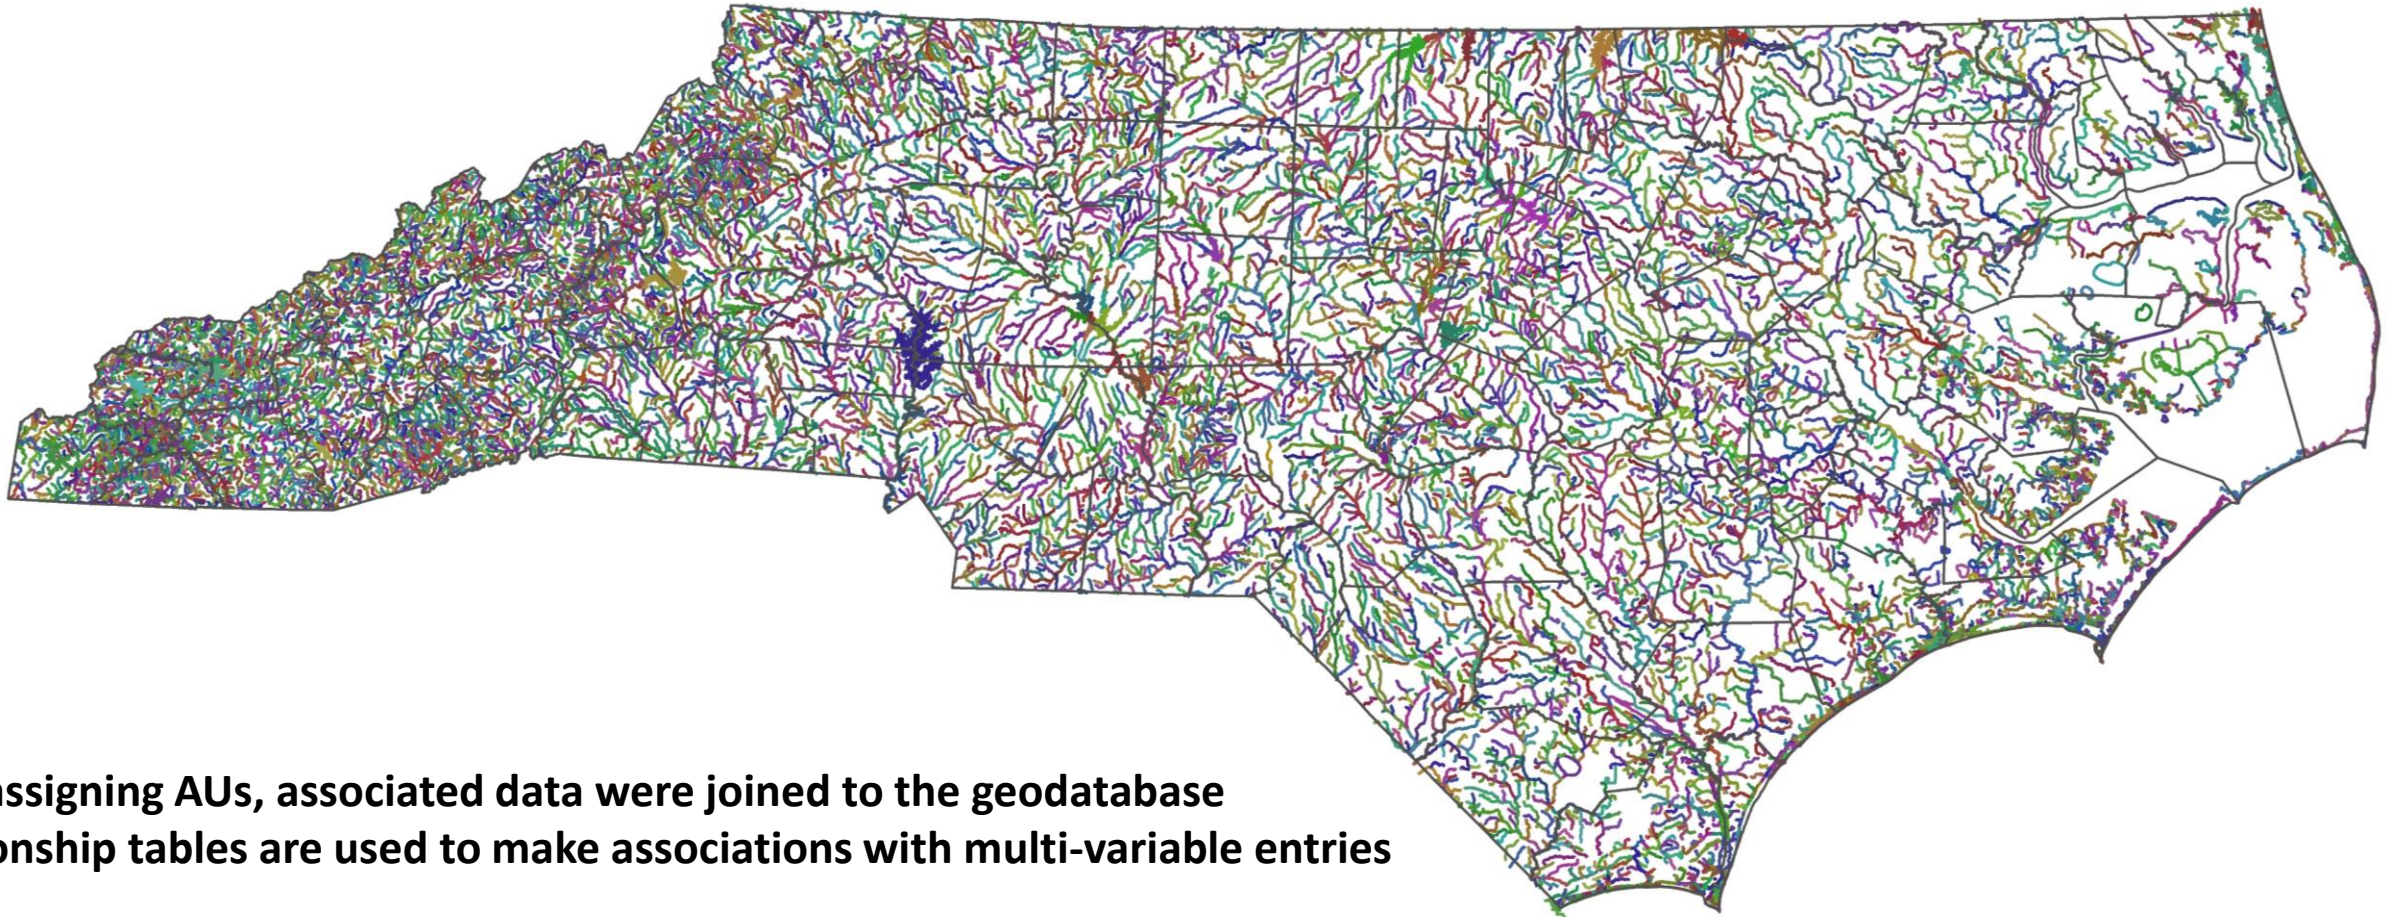 assigning AUs, associated data were joined to the geodatabase
onship tables are used to make associations with multi-variable entries